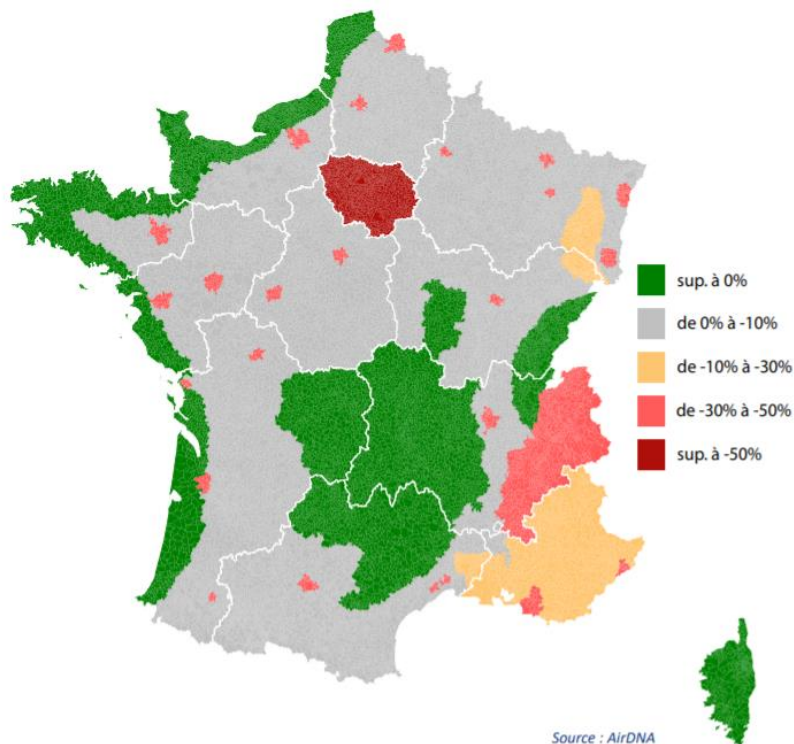 sup. à 0%
de 0% à -10%
de -10% à -30%
de -30% à -50%
sup. à -50%
Source : AirDNA